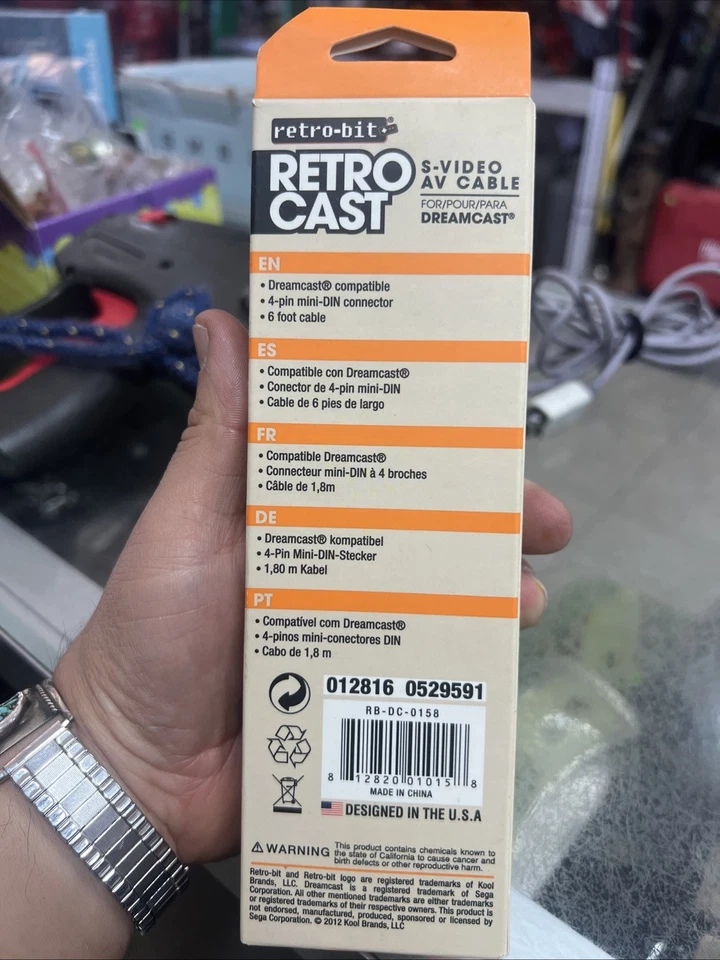 retro-bit
RETRO
CAST
S-VIDEO
AV CABLE
FOR/POUR/PARA
DREAMCAST®
EN
• Dreamcast® compatible
• 4-pin mini-DIN connector
• 6 foot cable
ES
• Compatible con Dreamcast®
• Conector de 4-pin mini-DIN
• Cable de 6 pies de largo
FR
• Compatible Dreamcast®
• Connecteur mini-DIN à 4 broches
• Câble de 1,8m
DE
• Dreamcast® kompatibel
• 4-Pin Mini-DIN-Stecker
• 1,80 m Kabel
PT
• Compatível com Dreamcast®
• 4-pinos mini-conectores DIN
• Cabo de 1,8 m
012816 0529591
RB-DC-0158
8 12820 01015 8
MADE IN CHINA
DESIGNED IN THE U.S.A
WARNING This product contains chemicals known to
the state of California to cause cancer and
birth defects or other reproductive harm.
Retro-bit and Retro-bit logo are registered trademarks of Kool
Brands, LLC. Dreamcast is a registered trademark of Sega
Corporation. All other mentioned trademarks are either trademarks
or registered trademarks of their respective owners. This product is
not endorsed, manufactured, produced, sponsored or licensed by
Sega Corporation. © 2012 Kool Brands, LLC